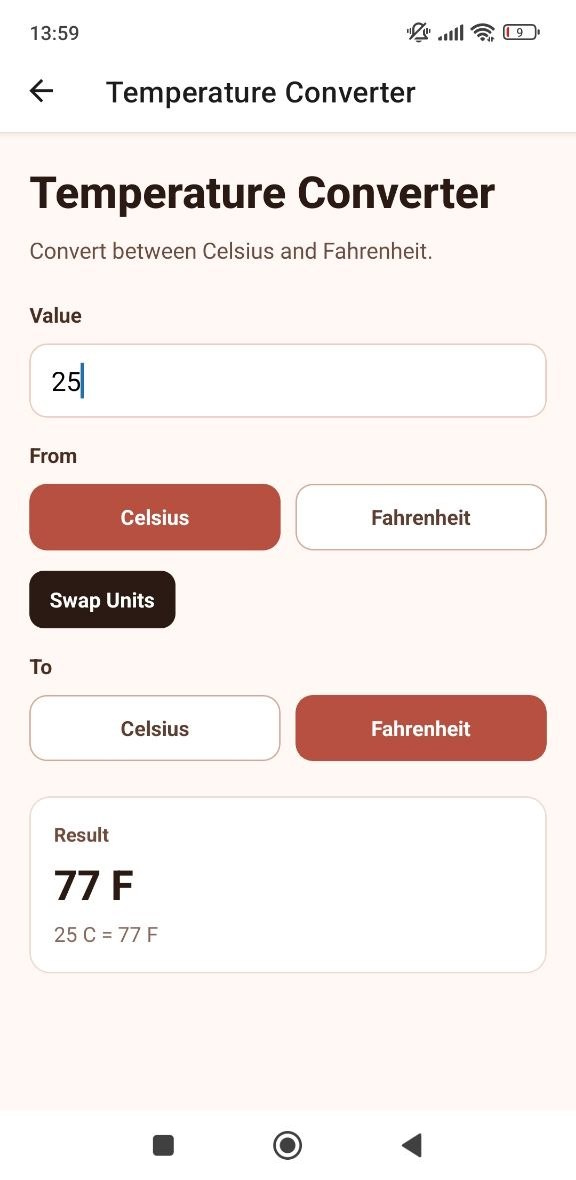 13:59
9
Temperature Converter
Temperature Converter
Convert between Celsius and Fahrenheit.
Value
25
From
Celsius Fahrenheit
Swap Units
To
Celsius Fahrenheit
Result
77 F
25 C = 77 F